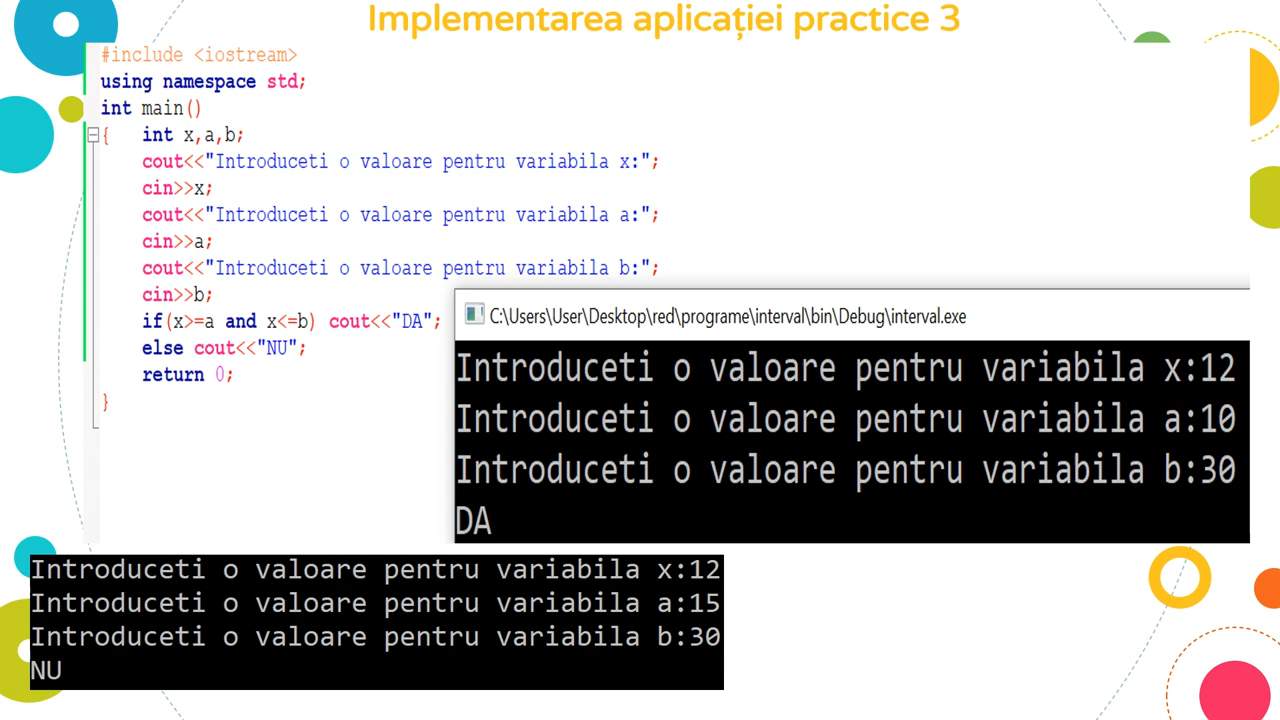 Implementarea aplicației practice 3
#include <iostream>
using namespace std;
int main()
{ int x,a,b;
cout<<"Introduceti o valoare pentru variabila x:";
cin>>x;
cout<<"Introduceti o valoare pentru variabila a:";
cin>>a;
cout<<"Introduceti o valoare pentru variabila b:";
cin>>b;
if(x>=a and x<=b) cout<<"DA";
else cout<<"NU";
return 0;
}
C:\Users\User\Desktop\red\programe\interval\bin\Debug\interval.exe
Introduceti o valoare pentru variabila x:12
Introduceti o valoare pentru variabila a:10
Introduceti o valoare pentru variabila b:30
DA
Introduceti o valoare pentru variabila x:12
Introduceti o valoare pentru variabila a:15
Introduceti o valoare pentru variabila b:30
NU